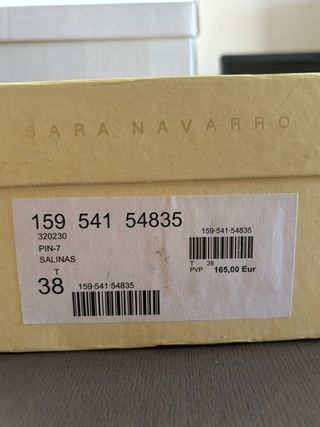 SARA NAVARRO
159 541 54835
320230
PIN-7
SALINAS
T
38
159-541-54835
159-541-54835
T 38
PVP 165,00 Eur